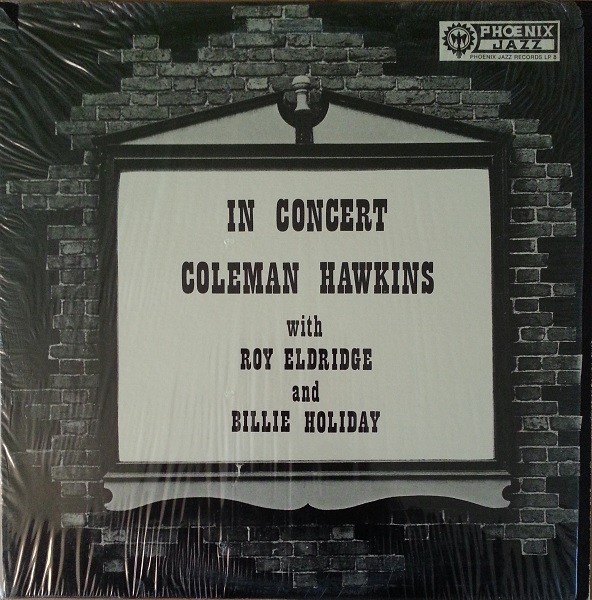 PHOENIX
JAZZ
PHOENIX JAZZ RECORDS LP 8
IN CONCERT
COLEMAN HAWKINS
with
ROY ELDRIDGE
and
BILLIE HOLIDAY